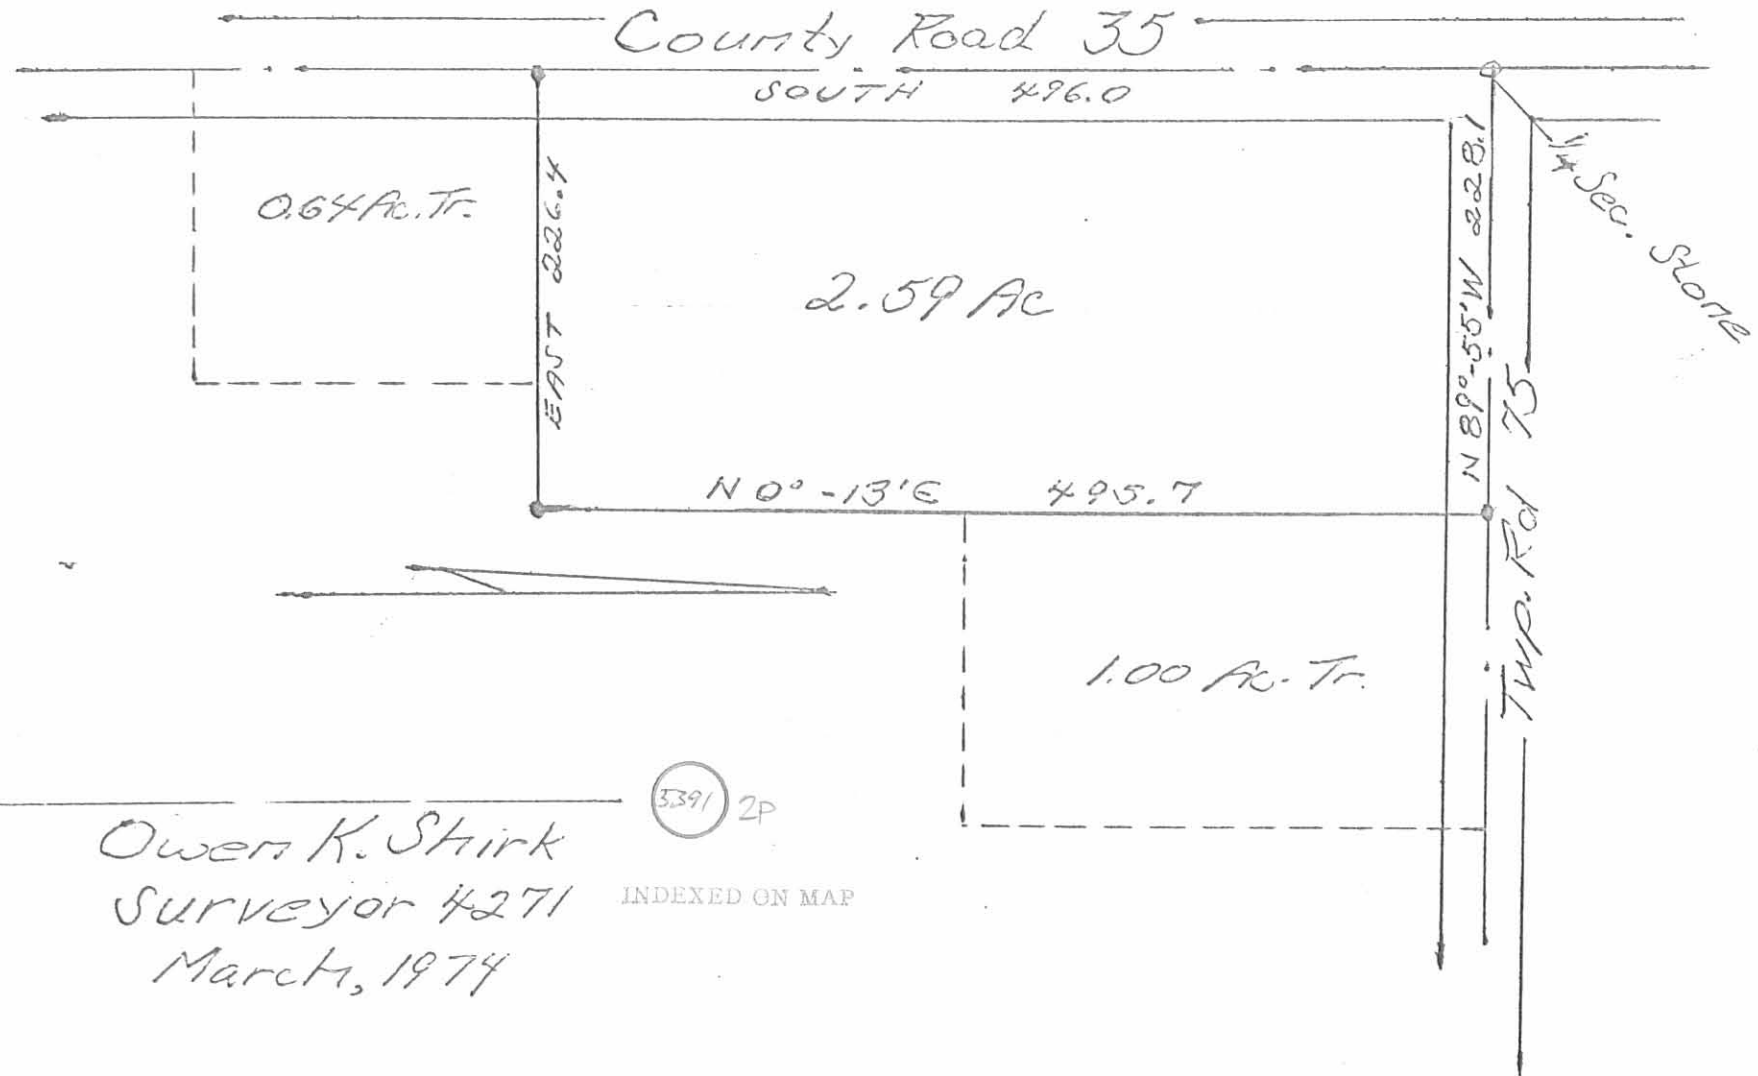 County Road 35
SOUTH 496.0
0.64 Ac. Tr.
EAST 226.4
2.59 Ac
N 89°-55'W 228.1
1/4 Sec. Stone
N 0°-13'E 495.7
Twp. Rd 75
1.00 Ac. Tr.
5391 2P
Owen K. Shirk
Surveyor 4271
March, 1974
INDEXED ON MAP